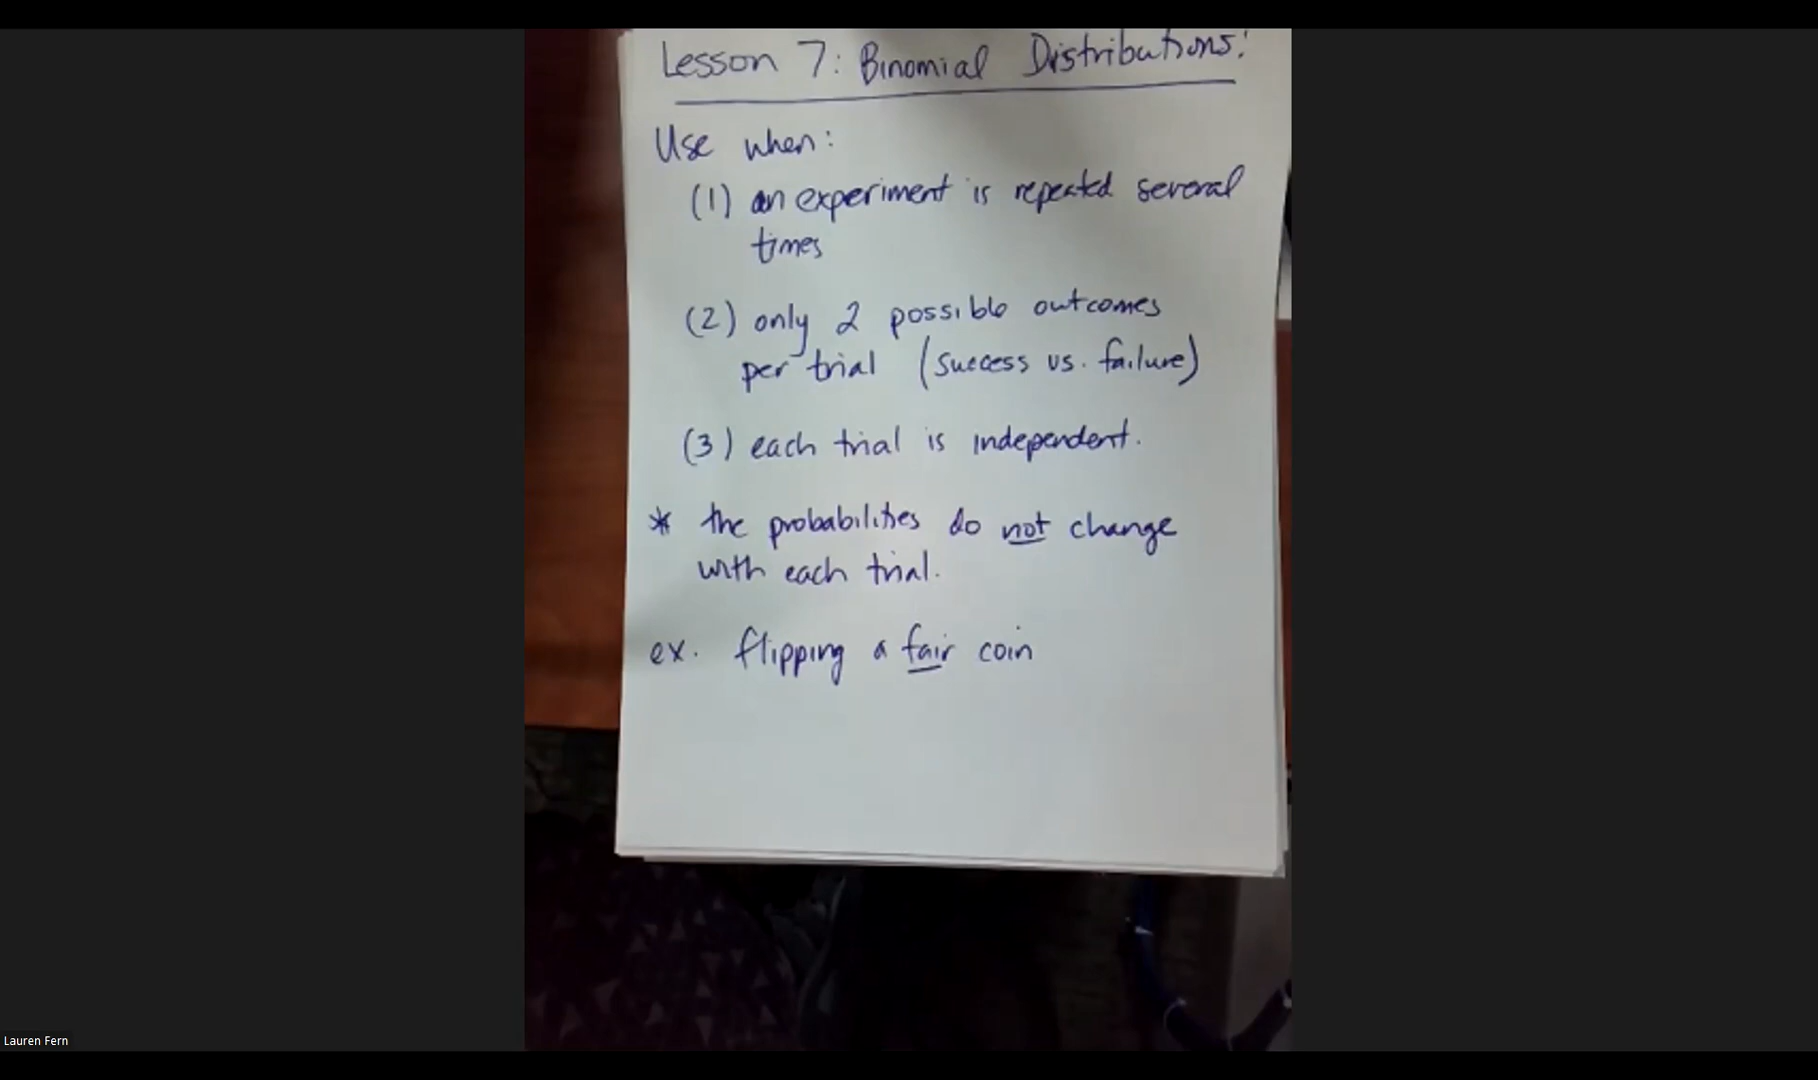 Lesson 7: Binomial Distributions:
Use when:
(1) an experiment is repeated several
times
(2) only 2 possible outcomes
per trial (success vs. failure)
(3) each trial is independent.
* the probabilities do not change
with each trial.
ex. flipping a fair coin
Lauren Fern